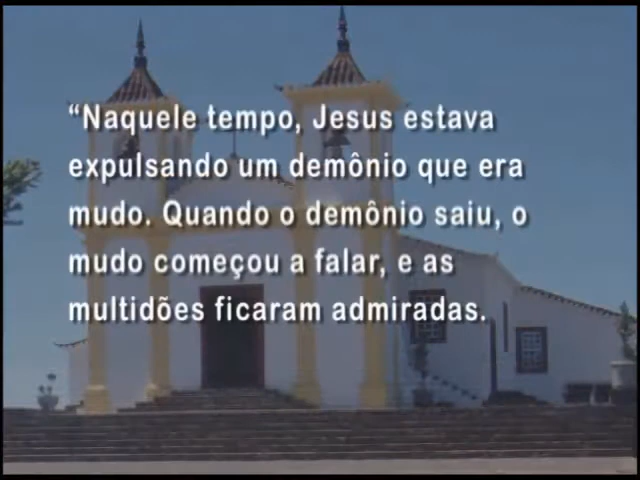 “Naquele tempo, Jesus estava
expulsando um demônio que era
mudo. Quando o demônio saiu, o
mudo começou a falar, e as
multidões ficaram admiradas.